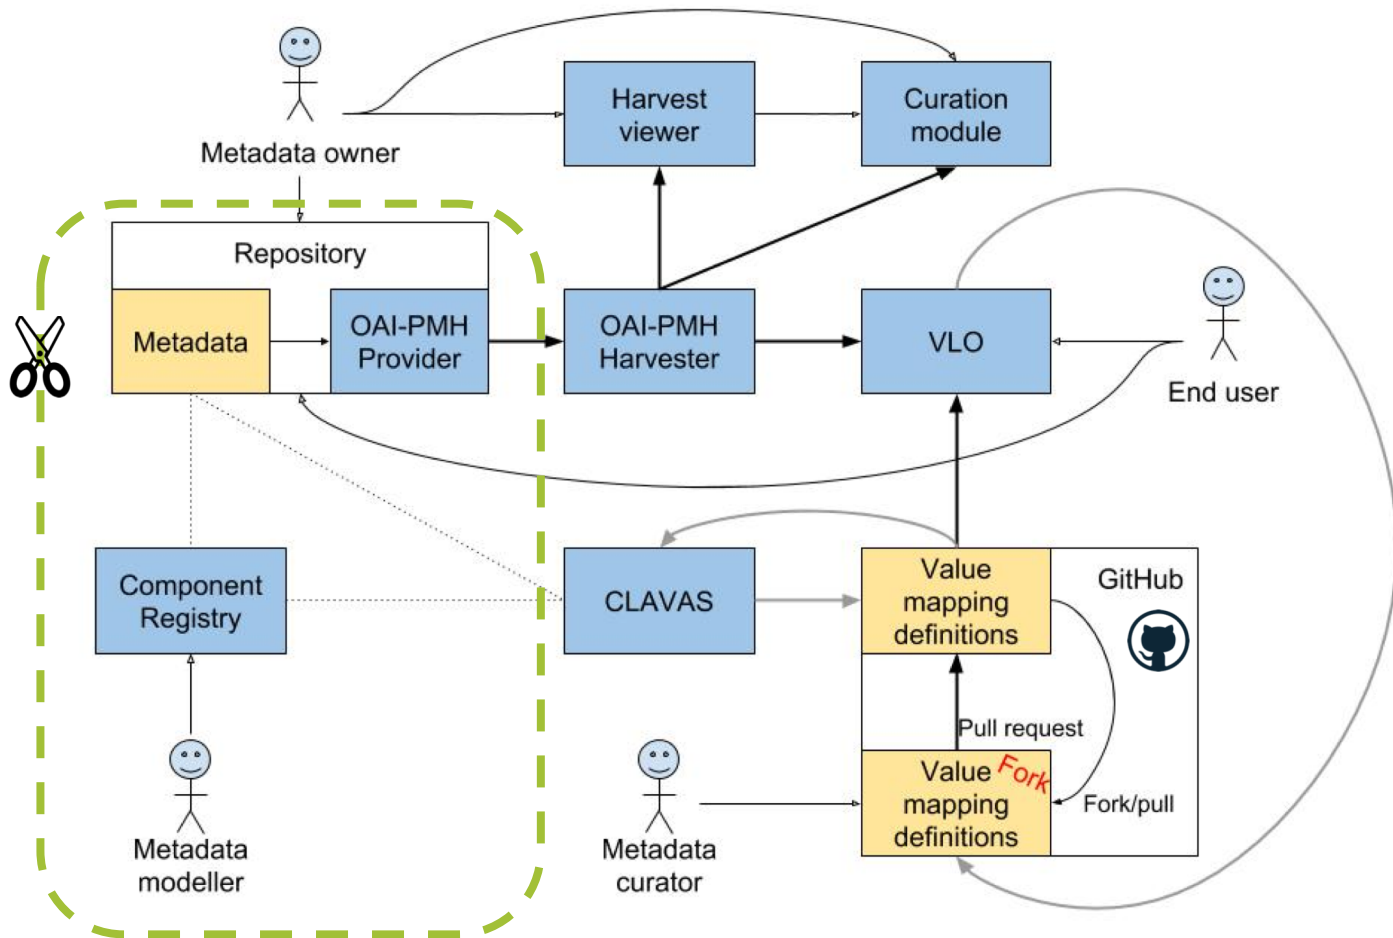 Metadata owner
Harvest
viewer
Curation
module
Repository
Metadata
OAI-PMH
Provider
OAI-PMH
Harvester
VLO
End user
Component
Registry
CLAVAS
Value
mapping
definitions
GitHub
Pull request
Value
mapping
definitions
Fork
Fork/pull
Metadata
modeller
Metadata
curator